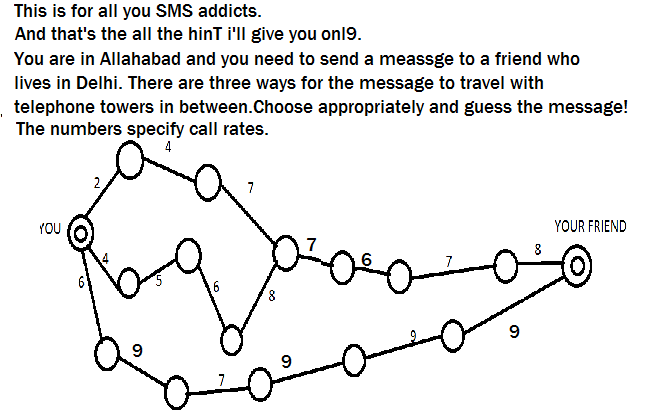 This is for all you SMS addicts.
And that's the all the hinT i'll give you onl9.
You are in Allahabad and you need to send a meassge to a friend who
lives in Delhi. There are three ways for the message to travel with
telephone towers in between.Choose appropriately and guess the message!
The numbers specify call rates.
4
2
7
YOU
YOUR FRIEND
7
6
7
8
4
5
6
6
8
9
7
9
9
9